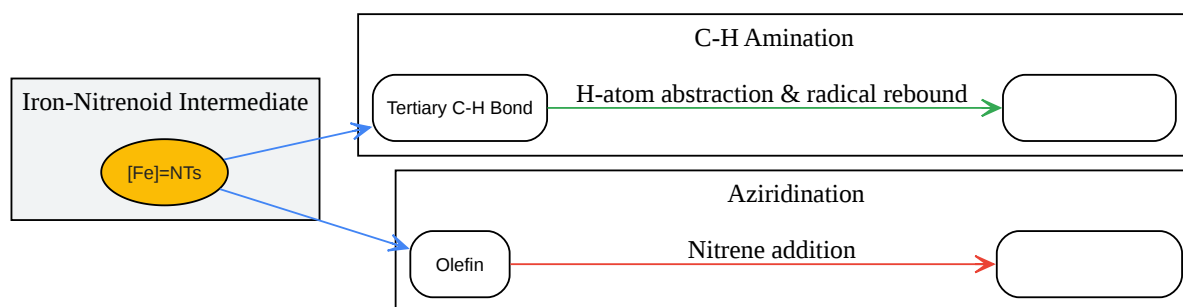 C-H Amination
Iron-Nitrenoid Intermediate
Tertiary C-H Bond
H-atom abstraction & radical rebound
[Fe]=NTs
Aziridination
Olefin
Nitrene addition